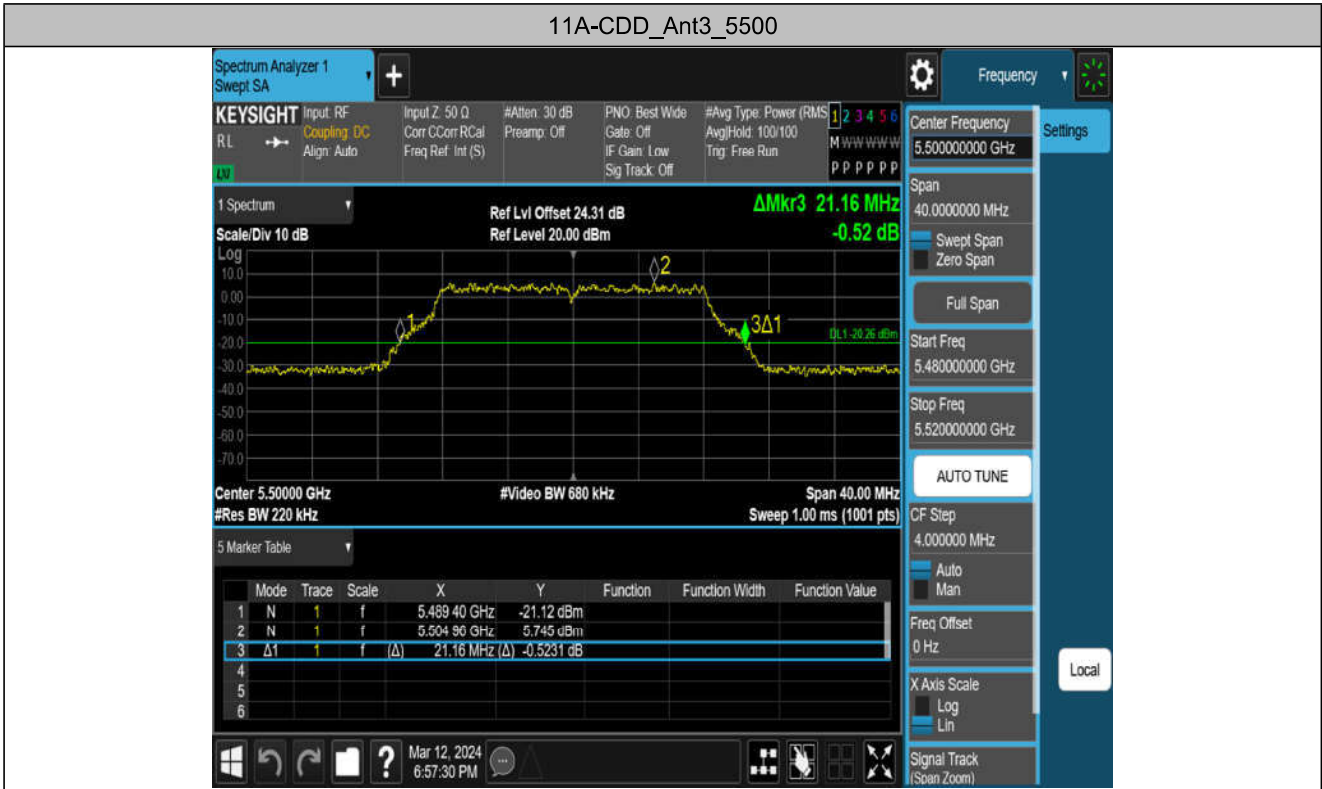 11A-CDD_Ant3_5500
Spectrum Analyzer 1
Swept SA
+
Frequency
KEYSIGHT
RL
LXI
Input: RF
Coupling: DC
Align: Auto
Input Z: 50 Ω
Corr CCorr RCal
Freq Ref: Int (S)
#Atten: 30 dB
Preamp: Off
PNO: Best Wide
Gate: Off
IF Gain: Low
Sig Track: Off
#Avg Type: Power (RMS
Avg|Hold: 100/100
Trig: Free Run
1 2 3 4 5 6
M W W W W W
P P P P P P
1 Spectrum
Scale/Div 10 dB
Ref Lvl Offset 24.31 dB
Ref Level 20.00 dBm
ΔMkr3 21.16 MHz
-0.52 dB
Log
10.0
0.00
-10.0
-20.0
-30.0
-40.0
-50.0
-60.0
-70.0
1
2
3Δ1
DL1 -20.26 dBm
Center 5.50000 GHz
#Res BW 220 kHz
#Video BW 680 kHz
Span 40.00 MHz
Sweep 1.00 ms (1001 pts)
5 Marker Table
Mode Trace Scale X Y Function Function Width Function Value
1 N 1 f 5.489 40 GHz -21.12 dBm
2 N 1 f 5.504 96 GHz 5.745 dBm
3 Δ1 1 f (Δ) 21.16 MHz (Δ) -0.5231 dB
4
5
6
Mar 12, 2024
6:57:30 PM
?
Center Frequency
5.500000000 GHz
Settings
Span
40.0000000 MHz
Swept Span
Zero Span
Full Span
Start Freq
5.480000000 GHz
Stop Freq
5.520000000 GHz
AUTO TUNE
CF Step
4.000000 MHz
Auto
Man
Freq Offset
0 Hz
X Axis Scale
Log
Lin
Local
Signal Track
(Span Zoom)